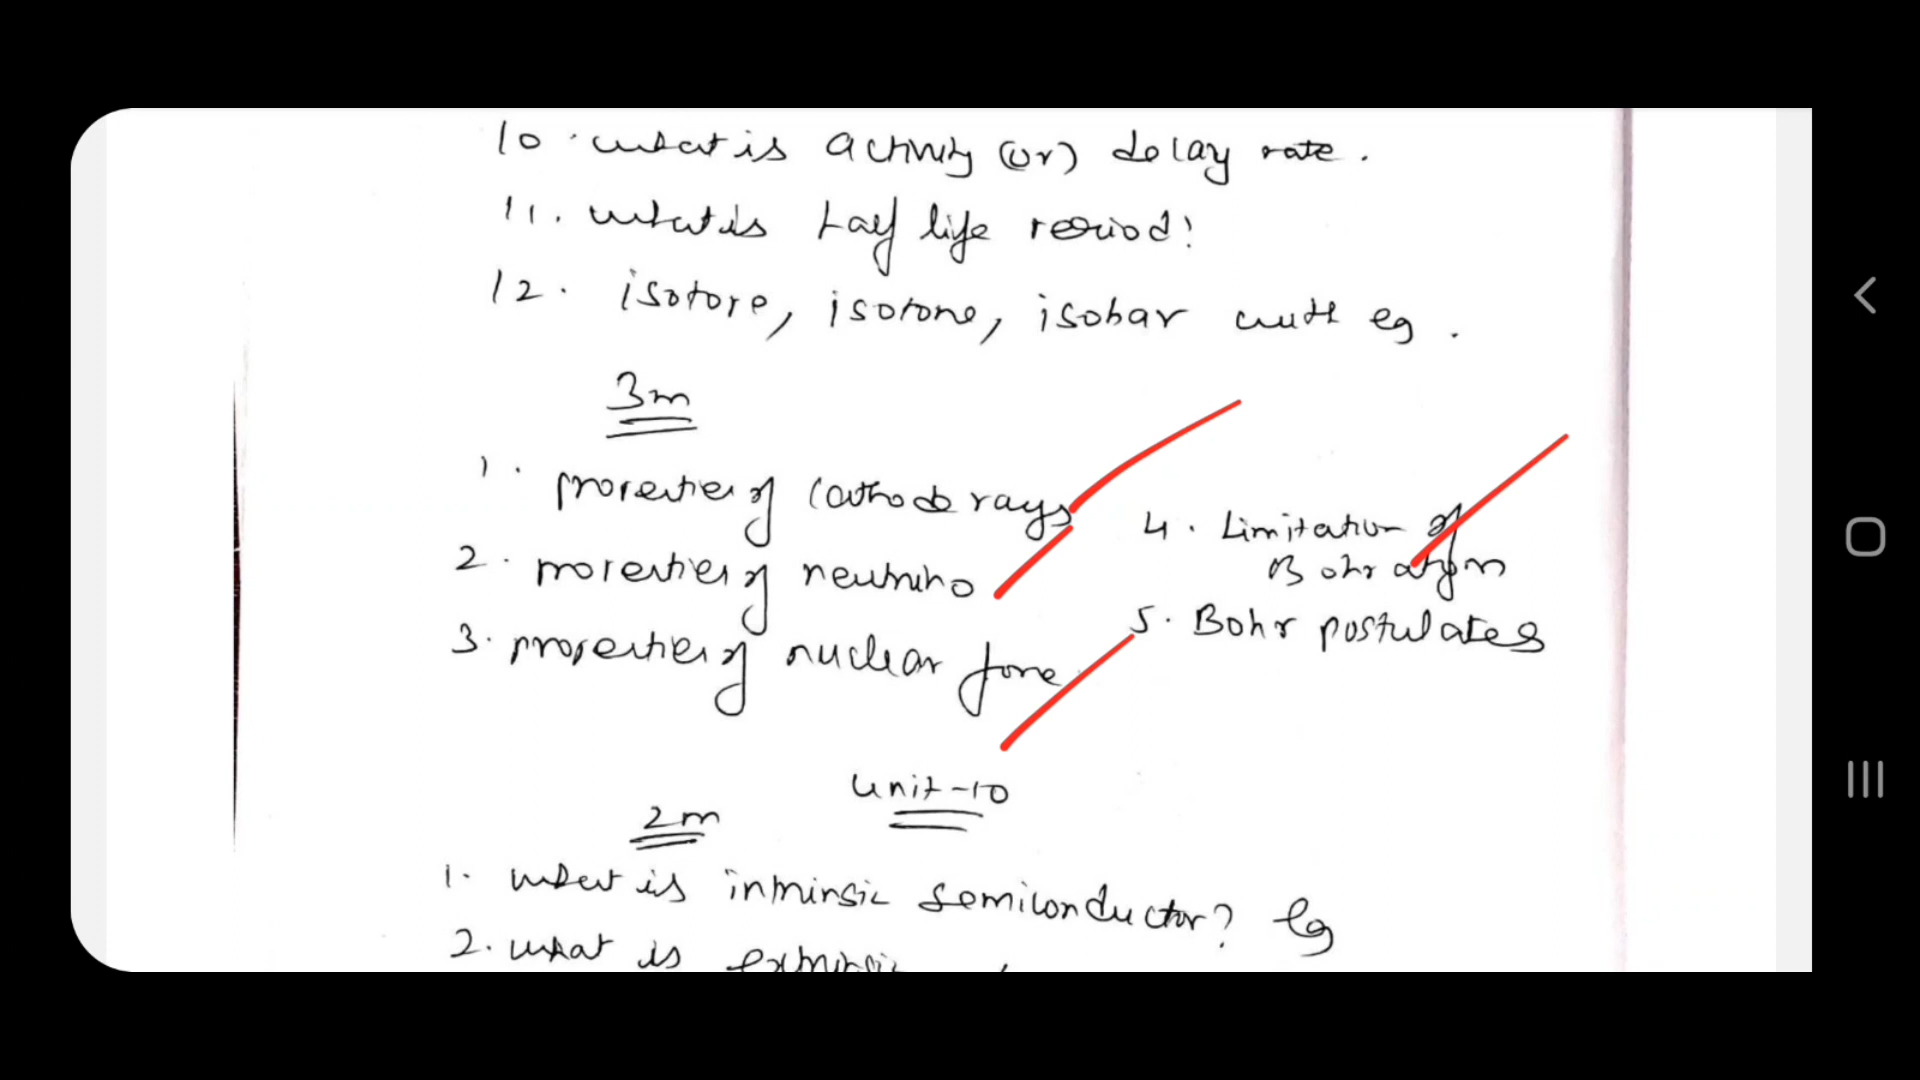 10. what is activity (or) decay rate.
11. what is half life period?
12. isotope, isotone, isobar with eg.
3m
1. properties of cathode rays
2. properties of neutrino
3. properties of nuclear force
4. Limitation of
Bohr atom
5. Bohr postulates
Unit-10
2m
1. what is intrinsic semiconductor? Eg
2. what is extrinsic